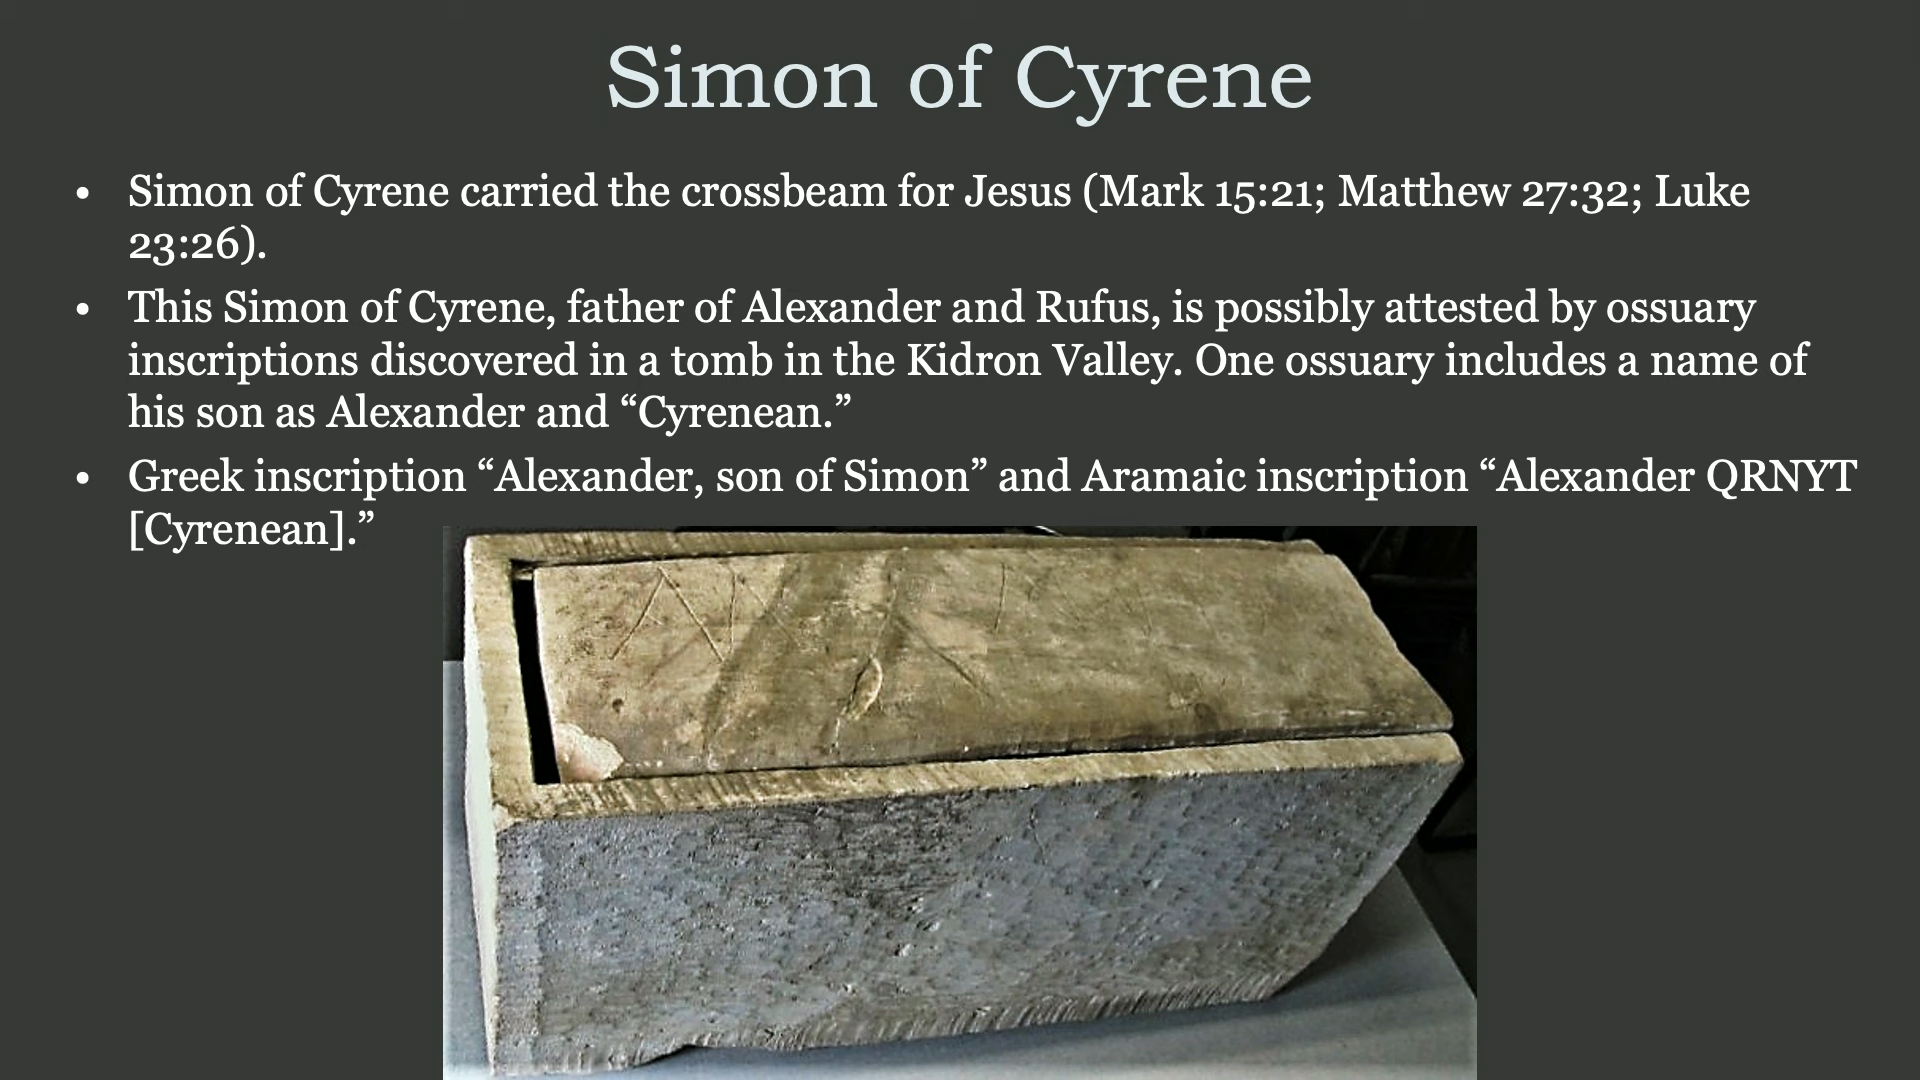 Simon of Cyrene
• Simon of Cyrene carried the crossbeam for Jesus (Mark 15:21; Matthew 27:32; Luke
23:26).
• This Simon of Cyrene, father of Alexander and Rufus, is possibly attested by ossuary
inscriptions discovered in a tomb in the Kidron Valley. One ossuary includes a name of
his son as Alexander and “Cyrenean.”
• Greek inscription “Alexander, son of Simon” and Aramaic inscription “Alexander QRNYT
[Cyrenean].”